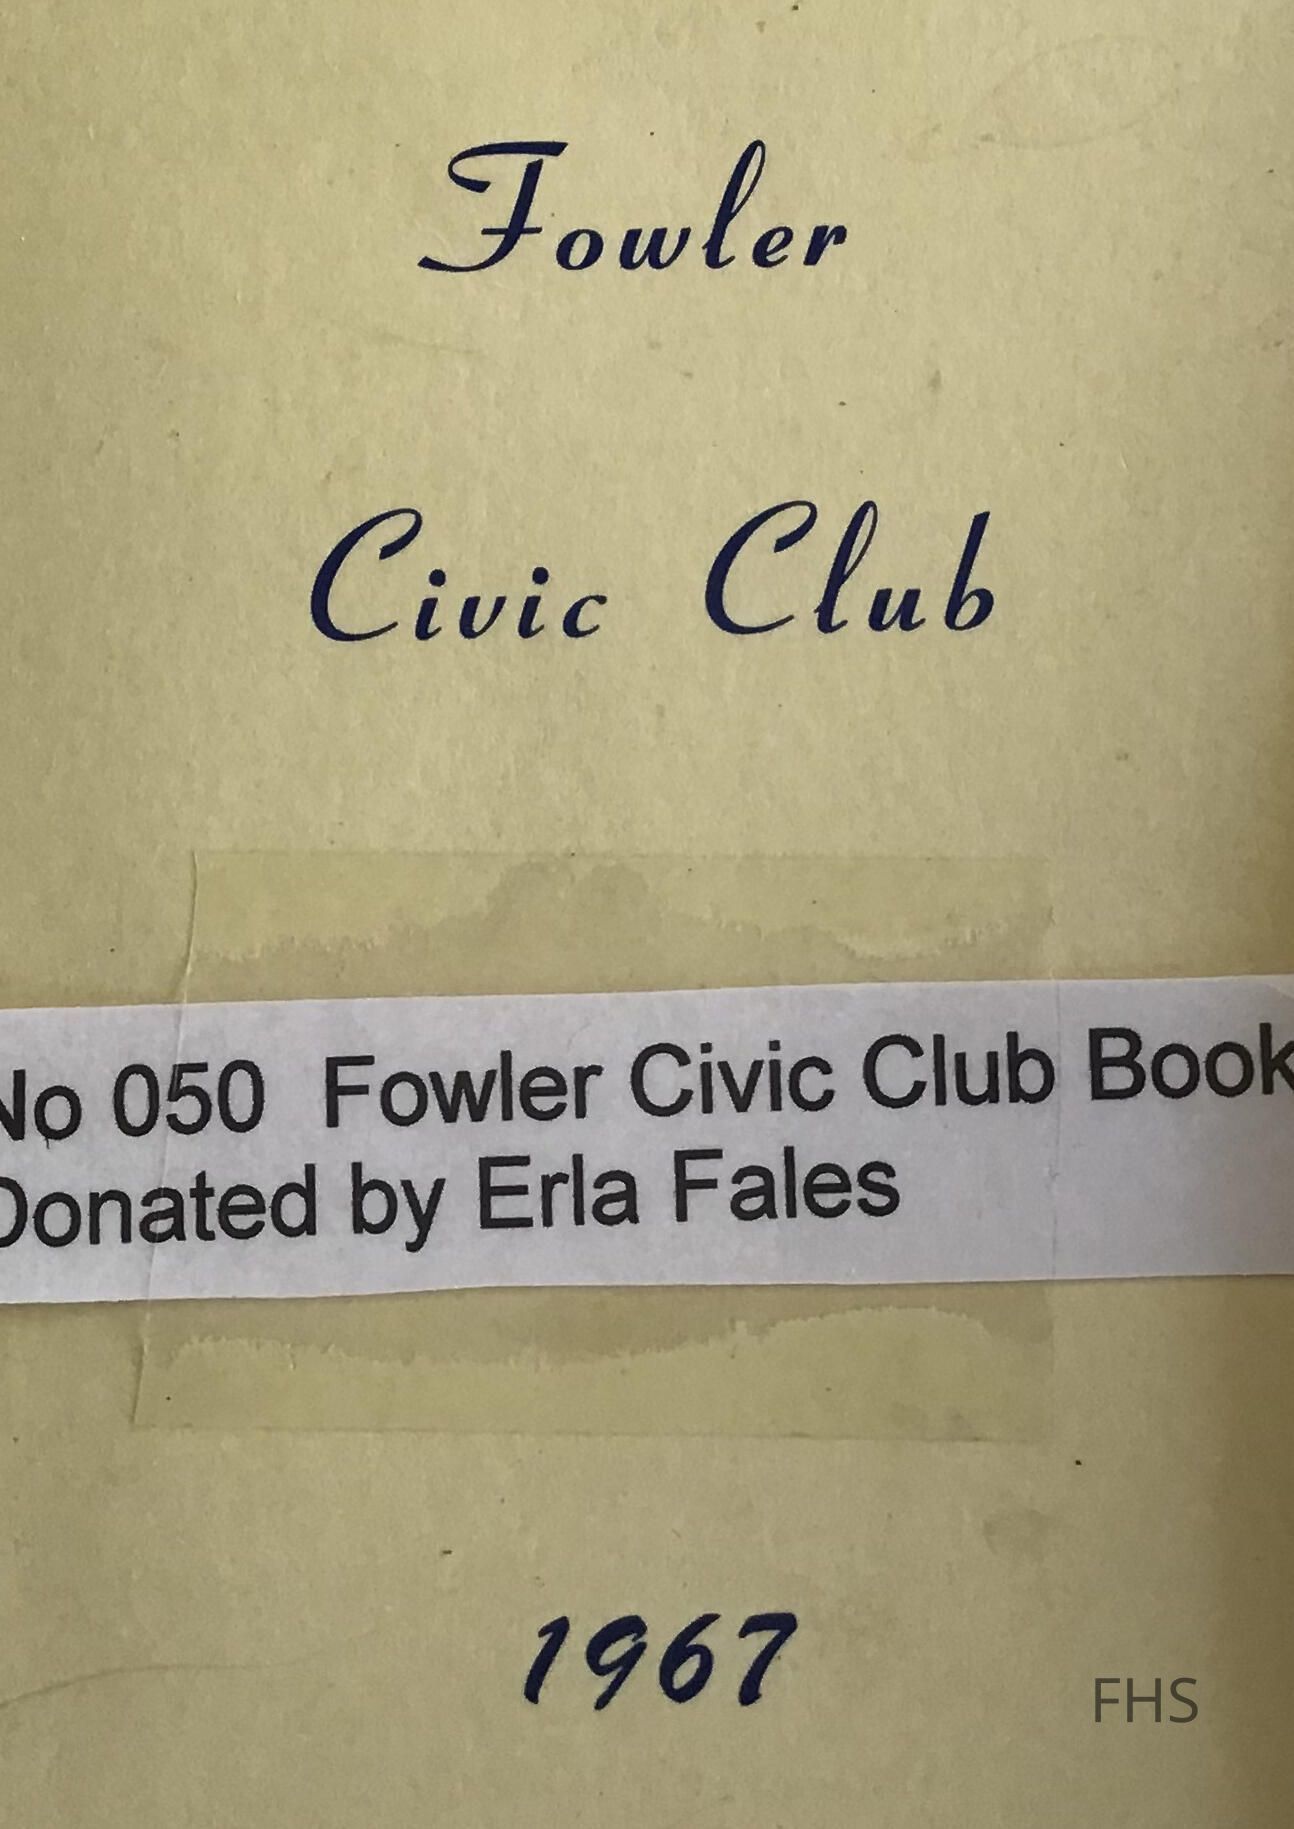 Fowler
Civic Club
No 050 Fowler Civic Club Book
Donated by Erla Fales
1967
FHS